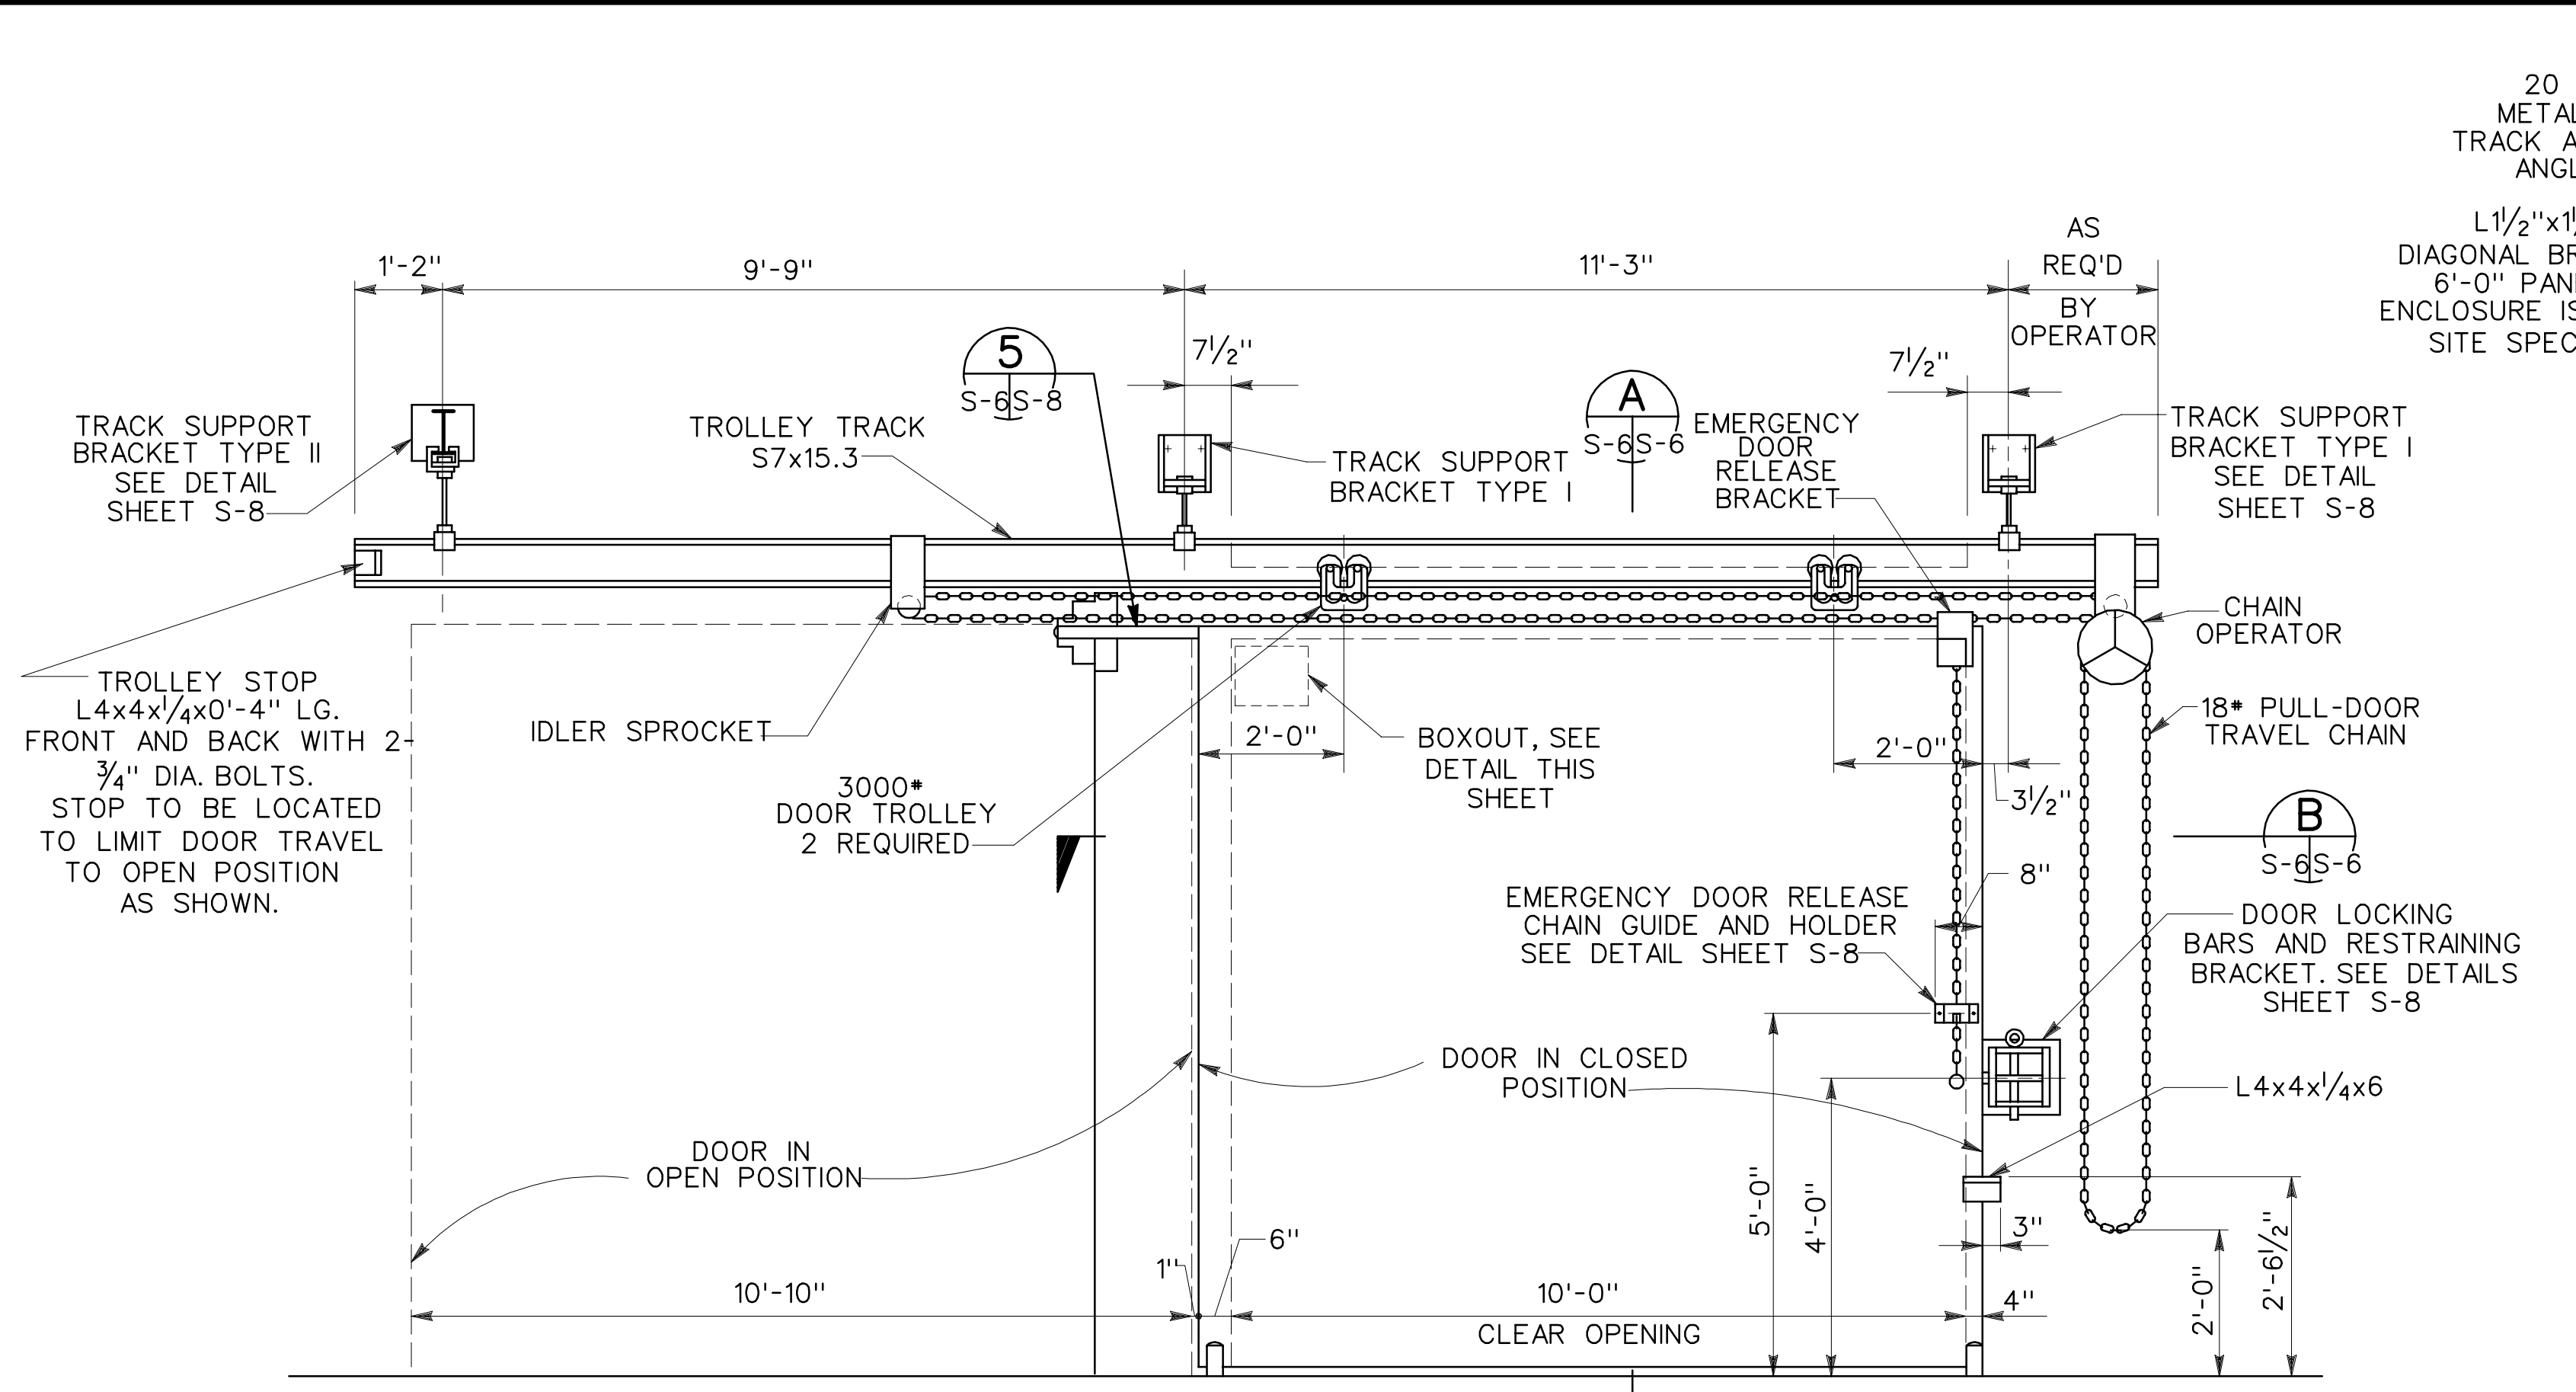 20
METAL
TRACK A
ANGL
L1½"x1
DIAGONAL BR
6'-0" PAN
ENCLOSURE IS
SITE SPEC
AS
REQ'D
BY
OPERATOR
1'-2"
9'-9"
11'-3"
7½"
7½"
5
S-6 S-8
A
S-6 S-6
TRACK SUPPORT
BRACKET TYPE II
SEE DETAIL
SHEET S-8
TROLLEY TRACK
S7x15.3
TRACK SUPPORT
BRACKET TYPE I
EMERGENCY
DOOR
RELEASE
BRACKET
TRACK SUPPORT
BRACKET TYPE I
SEE DETAIL
SHEET S-8
CHAIN
OPERATOR
TROLLEY STOP
L4x4x¼x0'-4" LG.
FRONT AND BACK WITH 2-
¾" DIA. BOLTS.
STOP TO BE LOCATED
TO LIMIT DOOR TRAVEL
TO OPEN POSITION
AS SHOWN.
IDLER SPROCKET
3000#
DOOR TROLLEY
2 REQUIRED
2'-0"
BOXOUT, SEE
DETAIL THIS
SHEET
2'-0"
3½"
18# PULL-DOOR
TRAVEL CHAIN
B
S-6 S-6
8"
EMERGENCY DOOR RELEASE
CHAIN GUIDE AND HOLDER
SEE DETAIL SHEET S-8
DOOR LOCKING
BARS AND RESTRAINING
BRACKET. SEE DETAILS
SHEET S-8
DOOR IN CLOSED
POSITION
L4x4x¼x6
DOOR IN
OPEN POSITION
5'-0"
4'-0"
3"
2'-0"
2'-6½"
6"
1"
10'-10"
10'-0"
CLEAR OPENING
4"